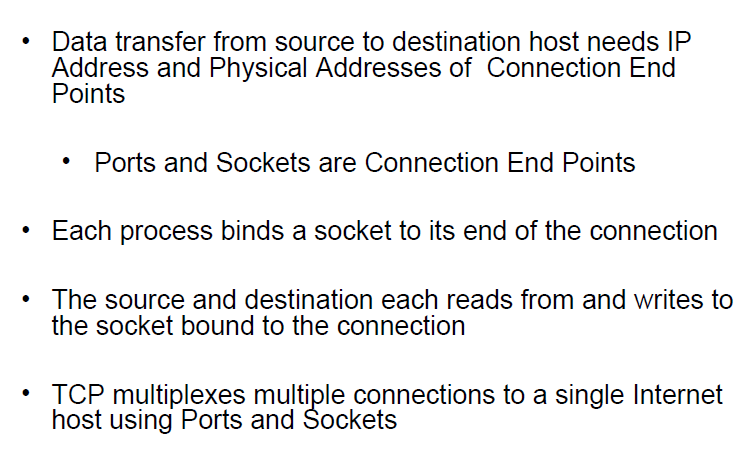 • Data transfer from source to destination host needs IP
Address and Physical Addresses of  Connection End
Points
• Ports and Sockets are Connection End Points
• Each process binds a socket to its end of the connection
• The source and destination each reads from and writes to
the socket bound to the connection
• TCP multiplexes multiple connections to a single Internet
host using Ports and Sockets